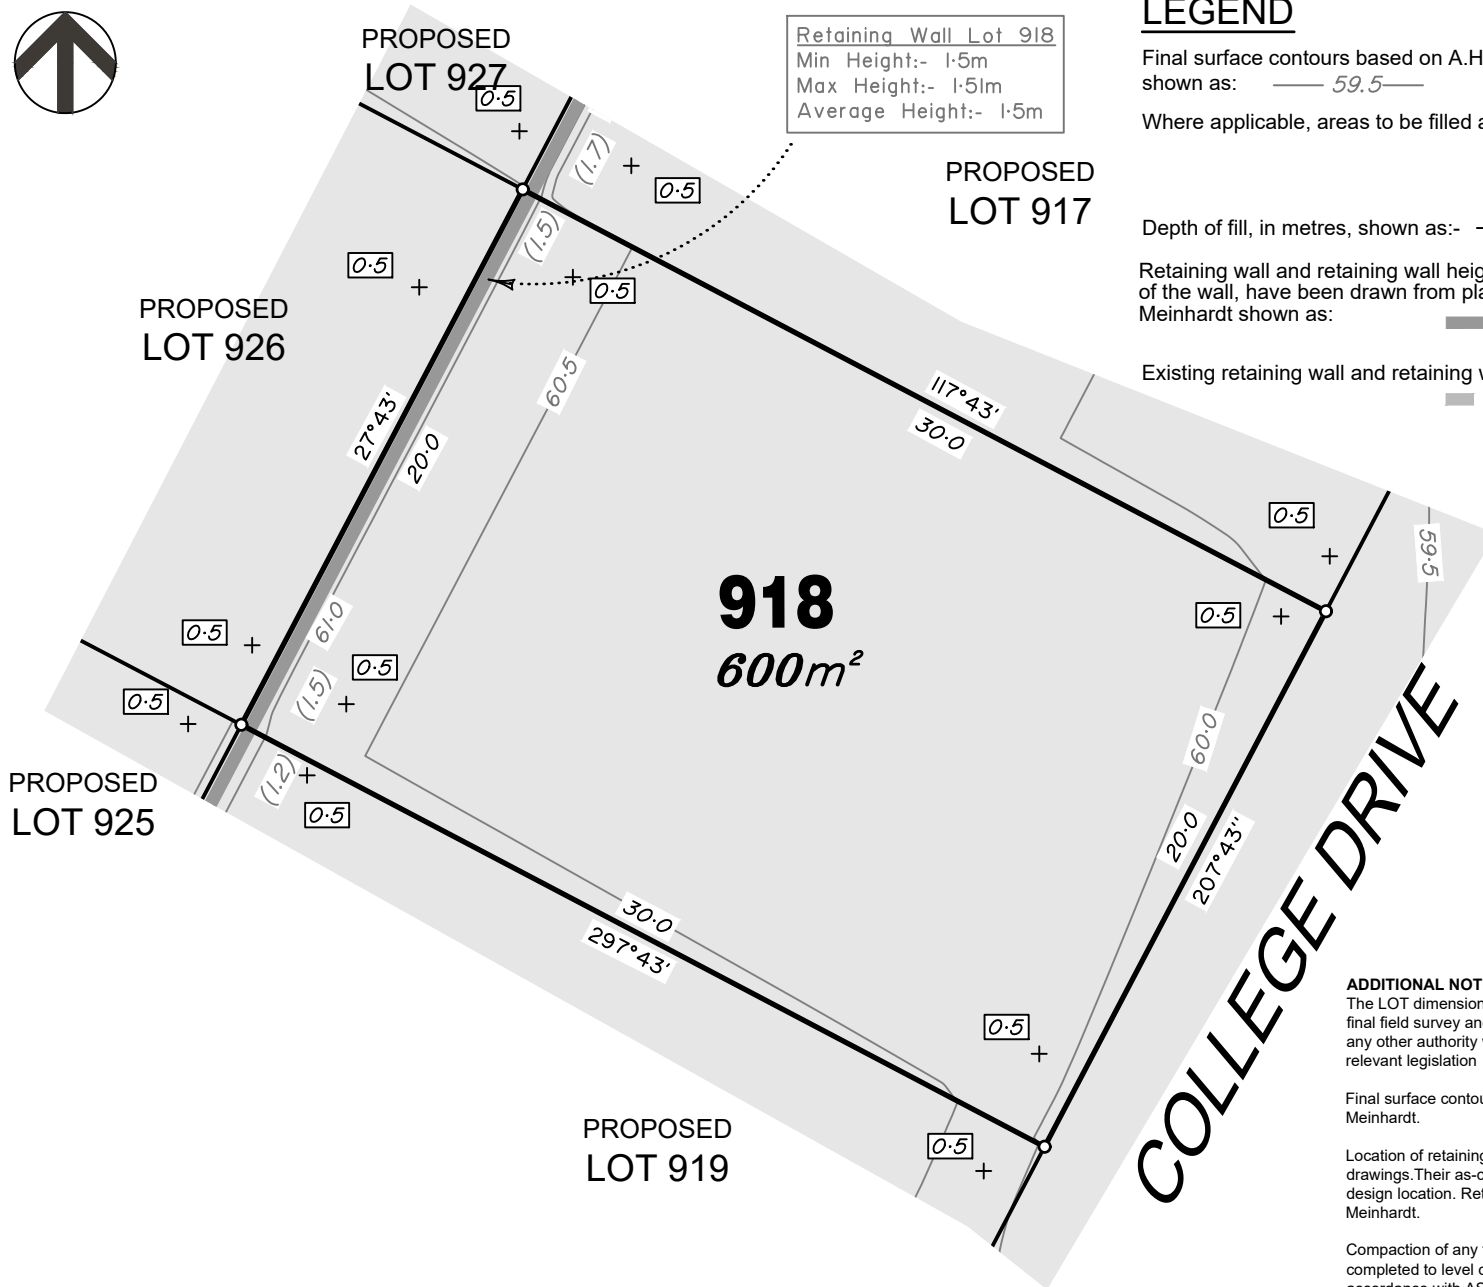 PROPOSED
LOT 927
0·5
Retaining Wall Lot 918
Min Height:- 1·5m
Max Height:- 1·51m
Average Height:- 1·5m
LEGEND
Final surface contours based on A.H
shown as: 59.5
Where applicable, areas to be filled a
Depth of fill, in metres, shown as:-
Retaining wall and retaining wall heig
of the wall, have been drawn from pla
Meinhardt shown as:
Existing retaining wall and retaining w
(1.7)
0·5
PROPOSED
LOT 917
(1.5)
0·5
0·5
PROPOSED
LOT 926
60·5
27°43'
20·0
117°43'
30·0
0·5
59.5
918
600m²
0·5
61·0
0·5
0·5
(1.5)
0·5
(1.2)
0·5
PROPOSED
LOT 925
60·0
20·0
207°43''
COLLEGE DRIVE
30·0
297°43'
0·5
0·5
PROPOSED
LOT 919
ADDITIONAL NOT
The LOT dimension
final field survey an
any other authority
relevant legislation
Final surface contou
Meinhardt.
Location of retaining
drawings.Their as-c
design location. Ret
Meinhardt.
Compaction of any
completed to level